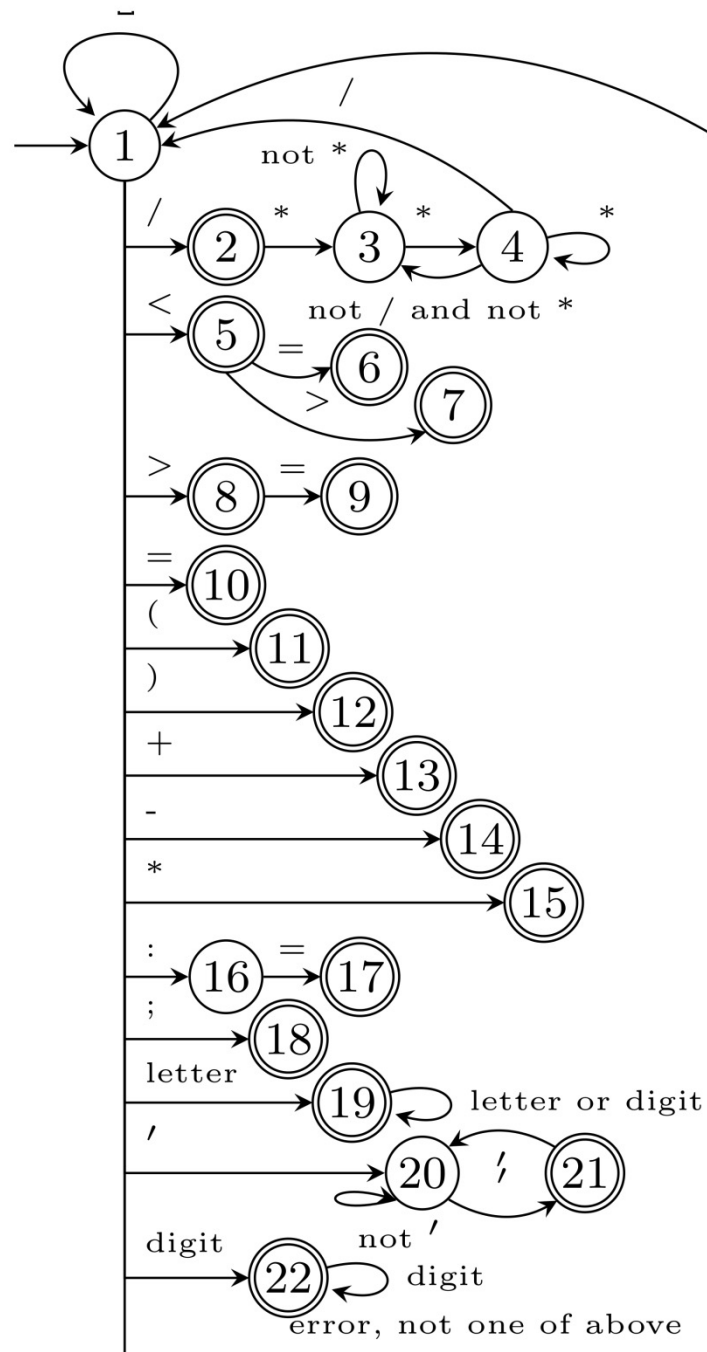 ␣
/
1
not *
/ 2 * 3 * 4 *
not / and not *
< 5 = 6
> 7
> 8 = 9
= 10
( 11
) 12
+ 13
- 14
* 15
: 16 = 17
; 18
letter 19 letter or digit
' 20 ' ' 21
not '
digit 22 digit
error, not one of above